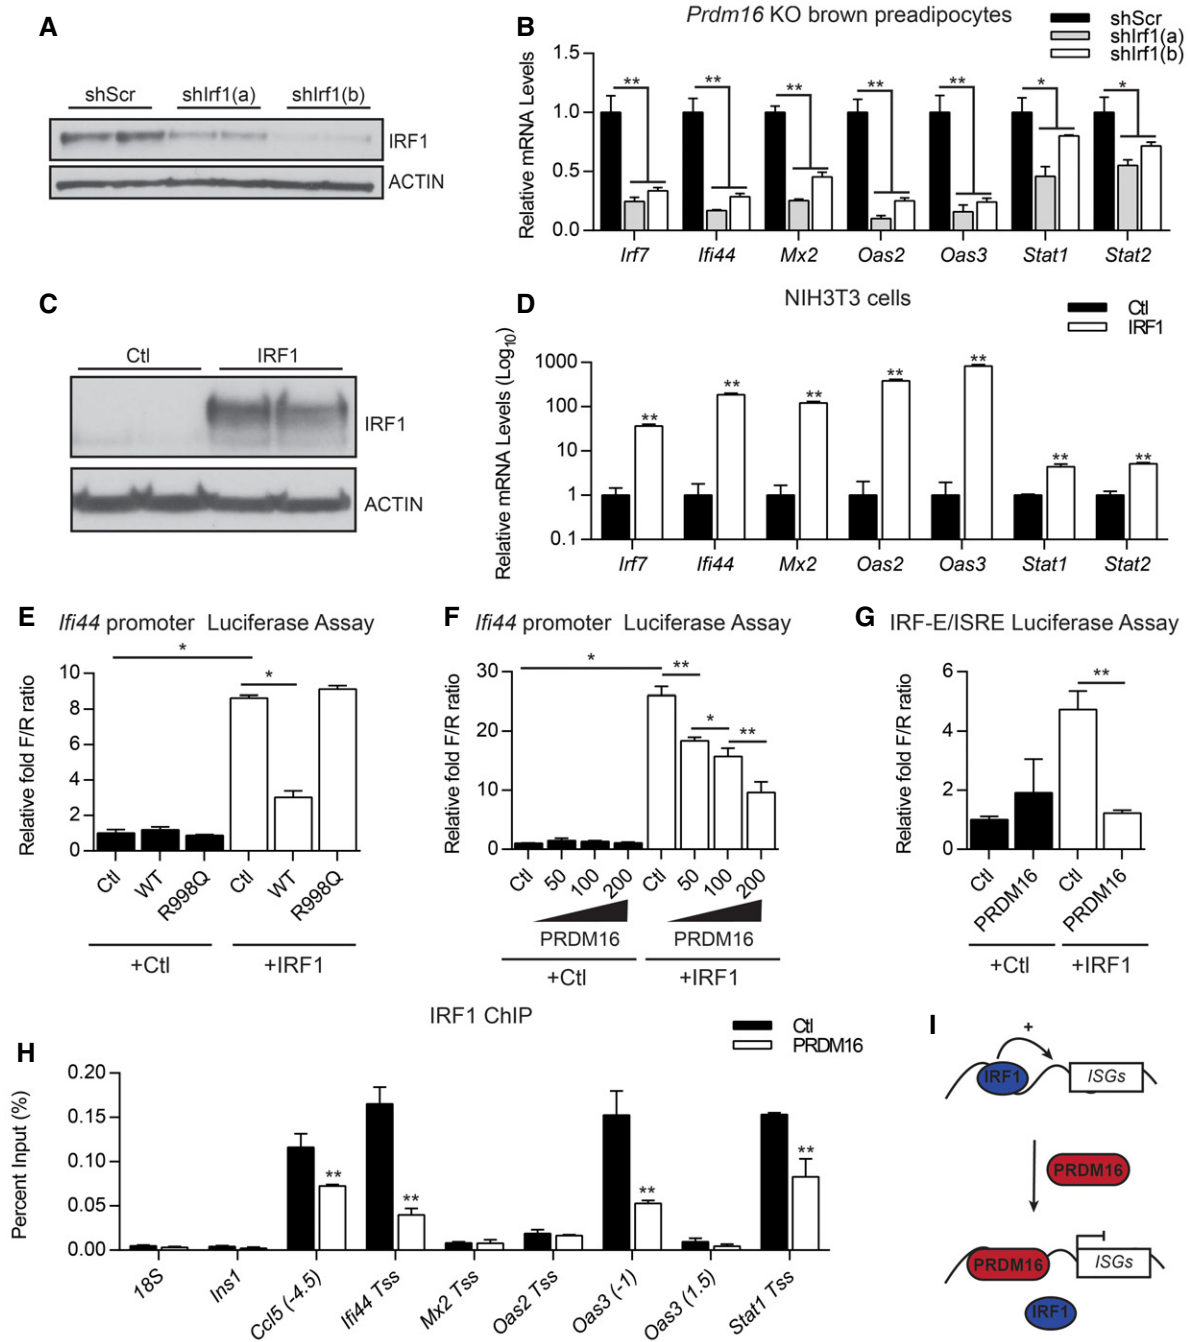 A
shScr shIrf1(a) shIrf1(b)
IRF1
ACTIN
B
Prdm16 KO brown preadipocytes
shScr
shIrf1(a)
shIrf1(b)
Relative mRNA Levels
1.5
1.0
0.5
0.0
** ** ** ** ** * *
Irf7 Ifi44 Mx2 Oas2 Oas3 Stat1 Stat2
C
Ctl IRF1
IRF1
ACTIN
D
NIH3T3 cells
Ctl
IRF1
Relative mRNA Levels (Log10)
1000
100
10
1
0.1
** ** ** ** ** ** **
Irf7 Ifi44 Mx2 Oas2 Oas3 Stat1 Stat2
E
Ifi44 promoter Luciferase Assay
Relative fold F/R ratio
10
8
6
4
2
0
* *
Ctl WT R998Q Ctl WT R998Q
+Ctl +IRF1
F
Ifi44 promoter Luciferase Assay
Relative fold F/R ratio
30
20
10
0
* ** * **
Ctl 50 100 200 Ctl 50 100 200
PRDM16 PRDM16
+Ctl +IRF1
G
IRF-E/ISRE Luciferase Assay
Relative fold F/R ratio
6
4
2
0
**
Ctl PRDM16 Ctl PRDM16
+Ctl +IRF1
H
IRF1 ChIP
Ctl
PRDM16
Percent Input (%)
0.20
0.15
0.10
0.05
0.00
** ** ** **
18S Ins1 Ccl5 (-4.5) Ifi44 Tss Mx2 Tss Oas2 Tss Oas3 (-1) Oas3 (1.5) Stat1 Tss
I
+
IRF1 ISGs
PRDM16
PRDM16 ISGs
IRF1